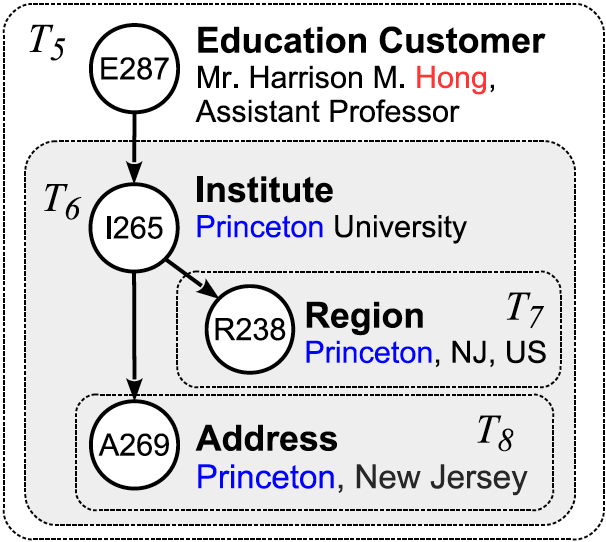 T5
E287
Education Customer
Mr. Harrison M. Hong,
Assistant Professor
T6
I265
Institute
Princeton University
R238
Region
T7
Princeton, NJ, US
A269
Address
T8
Princeton, New Jersey